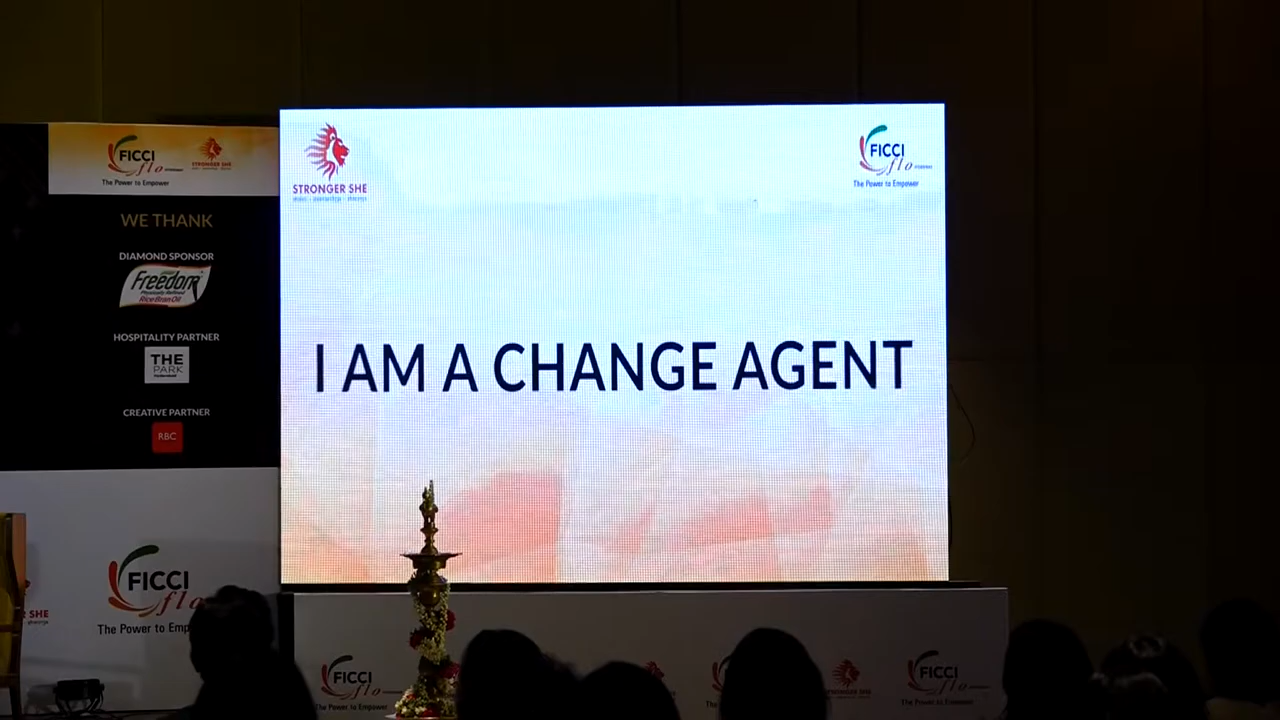 FICCI
flo
The Power to Empower
STRONGER SHE
WE THANK
DIAMOND SPONSOR
Freedom
Physically Refined
Rice Bran Oil
HOSPITALITY PARTNER
THE
PARK
CREATIVE PARTNER
RBC
STRONGER SHE
FICCI
flo
The Power to Empower
I AM A CHANGE AGENT
SHE
FICCI
flo
The Power to Emp
FICCI
flo
The Power to Empower
FICCI
flo
The Power to Empower